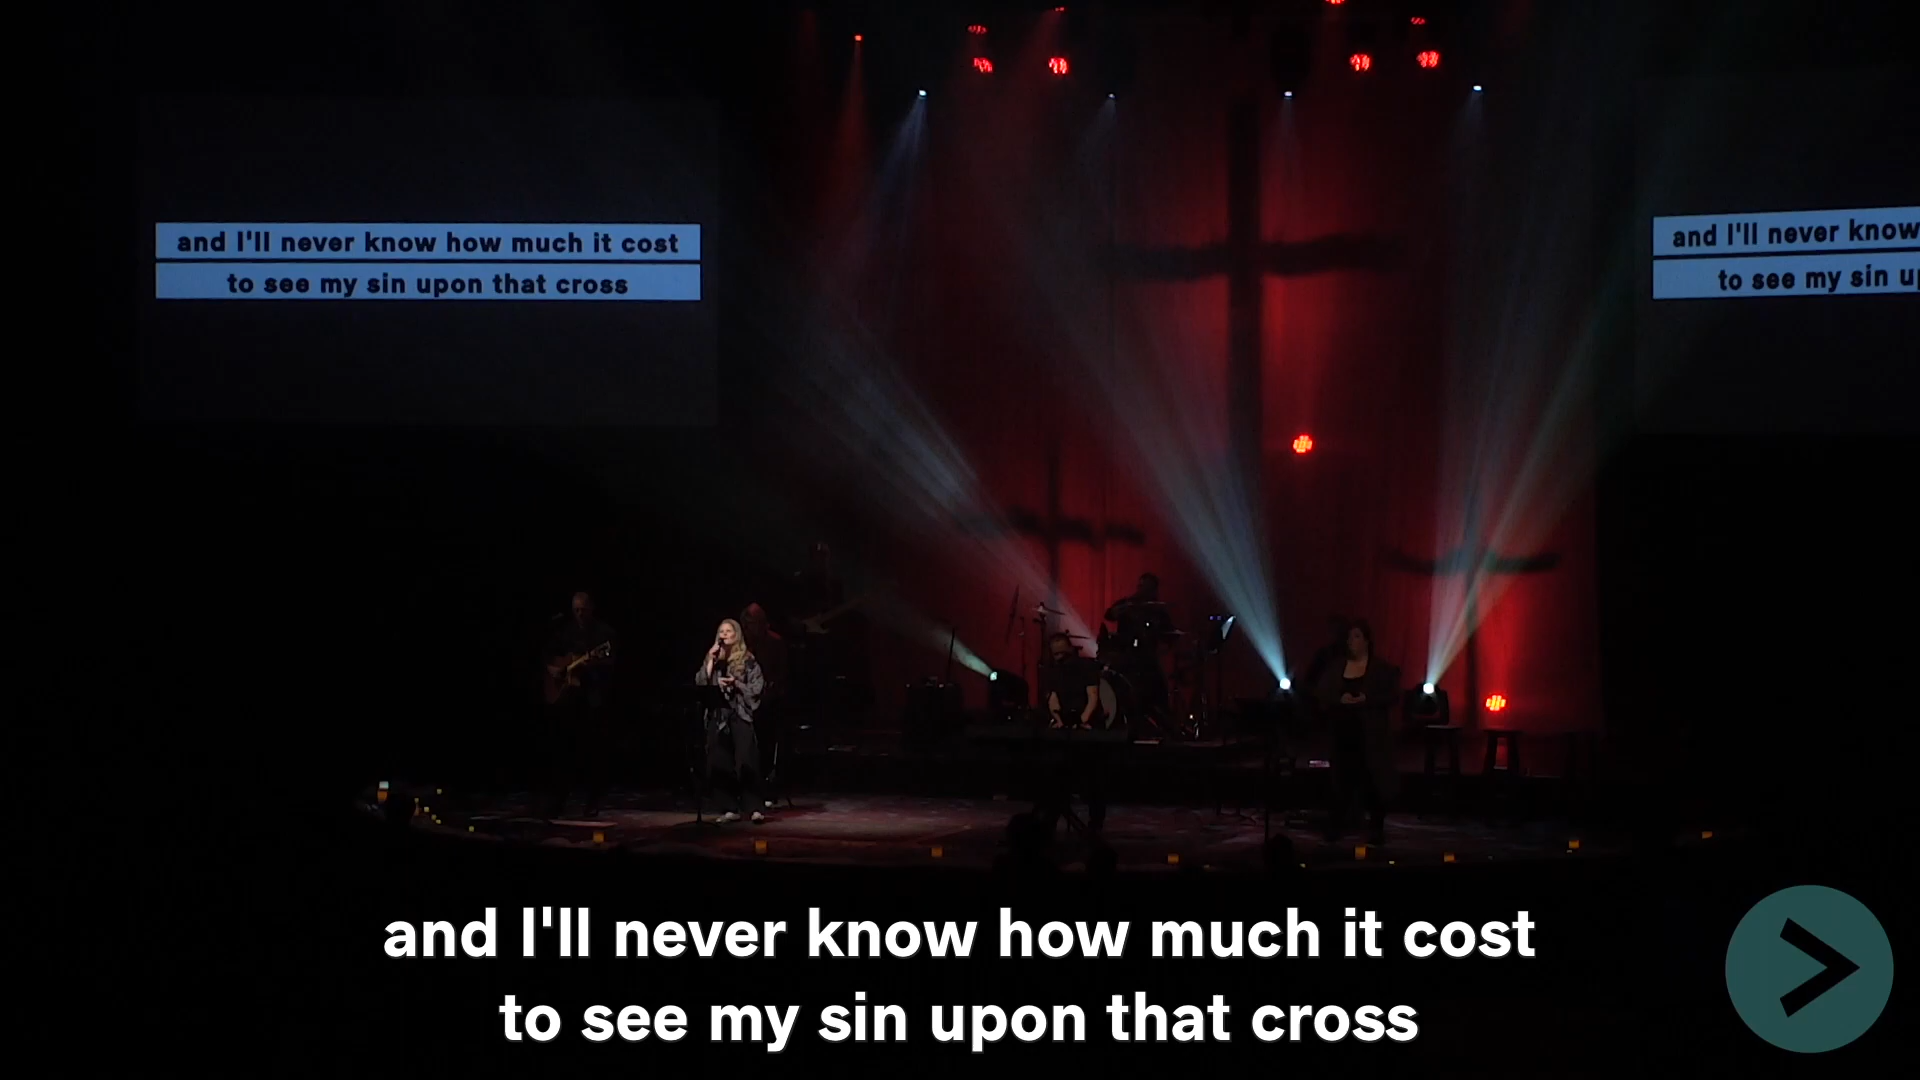 and I'll never know how much it cost
to see my sin upon that cross
and I'll never know
to see my sin
and I'll never know how much it cost
to see my sin upon that cross